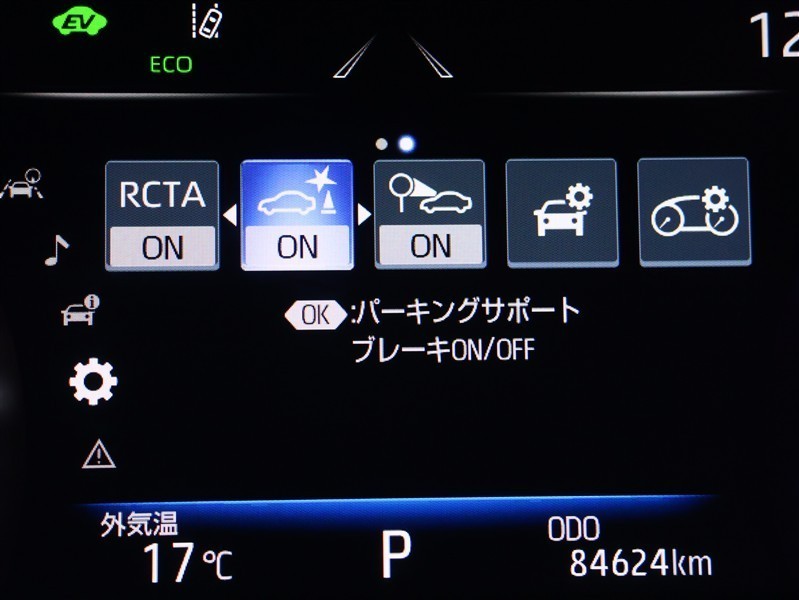 EV
ECO
12
RCTA
ON
ON
ON
OK:パーキングサポート
ブレーキON/OFF
外気温
17℃
P
ODO
84624km